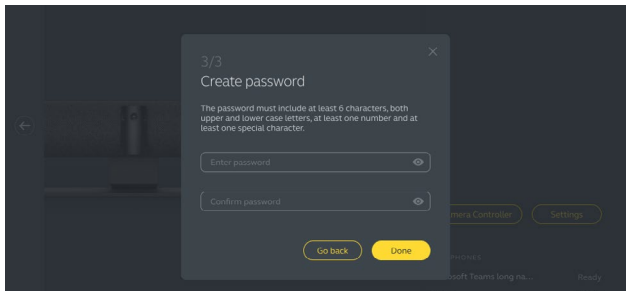 3/3
Create password
The password must include at least 6 characters, both
upper and lower case letters, at least one number and at
least one special character.
Enter password
Confirm password
mera Controller
Settings
Go back
Done
PHONES
osoft Teams long na...
Ready